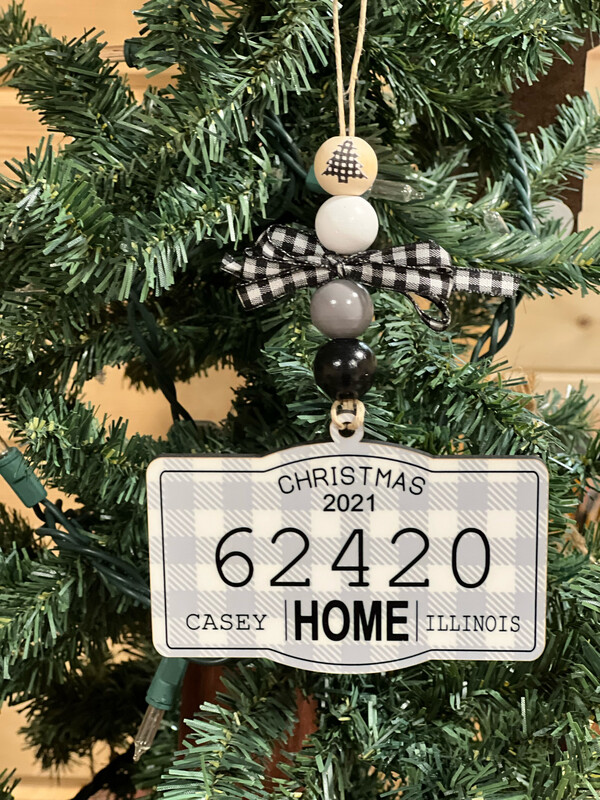 CHRISTMAS
2021
62420
CASEY HOME ILLINOIS